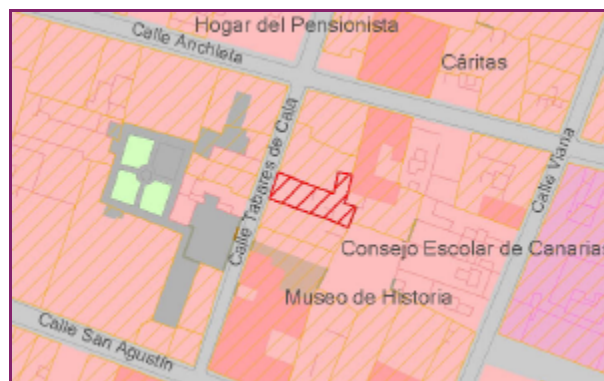 Hogar del Pensionista
Calle Anchieta
Cáritas
Calle Tabares de Cala
Calle Viana
Consejo Escolar de Canarias
Museo de Historia
Calle San Agustín